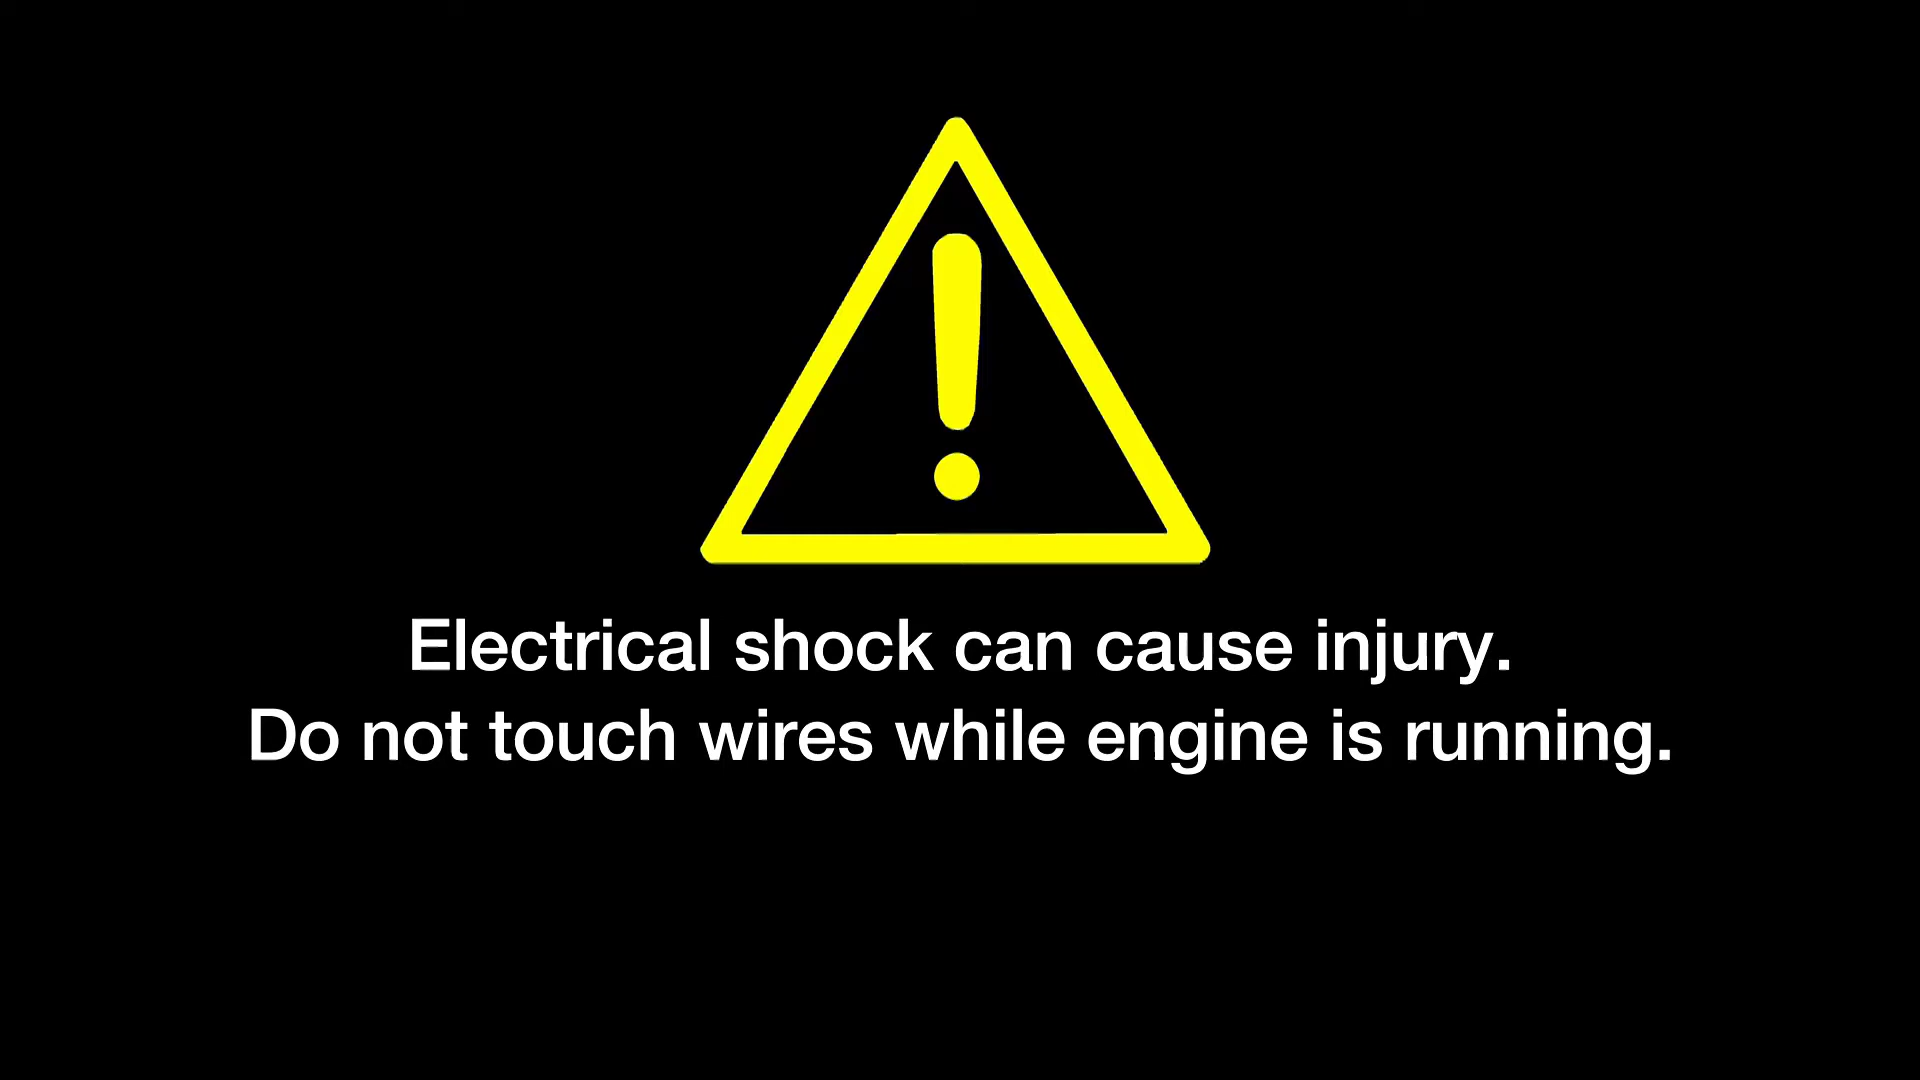 Electrical shock can cause injury.
Do not touch wires while engine is running.